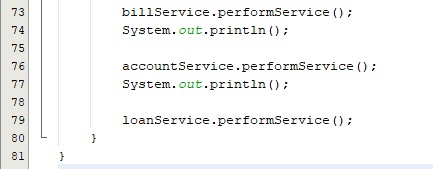 73 billService.performService();
74 System.out.println();
75
76 accountService.performService();
77 System.out.println();
78
79 loanService.performService();
80 }
81 }